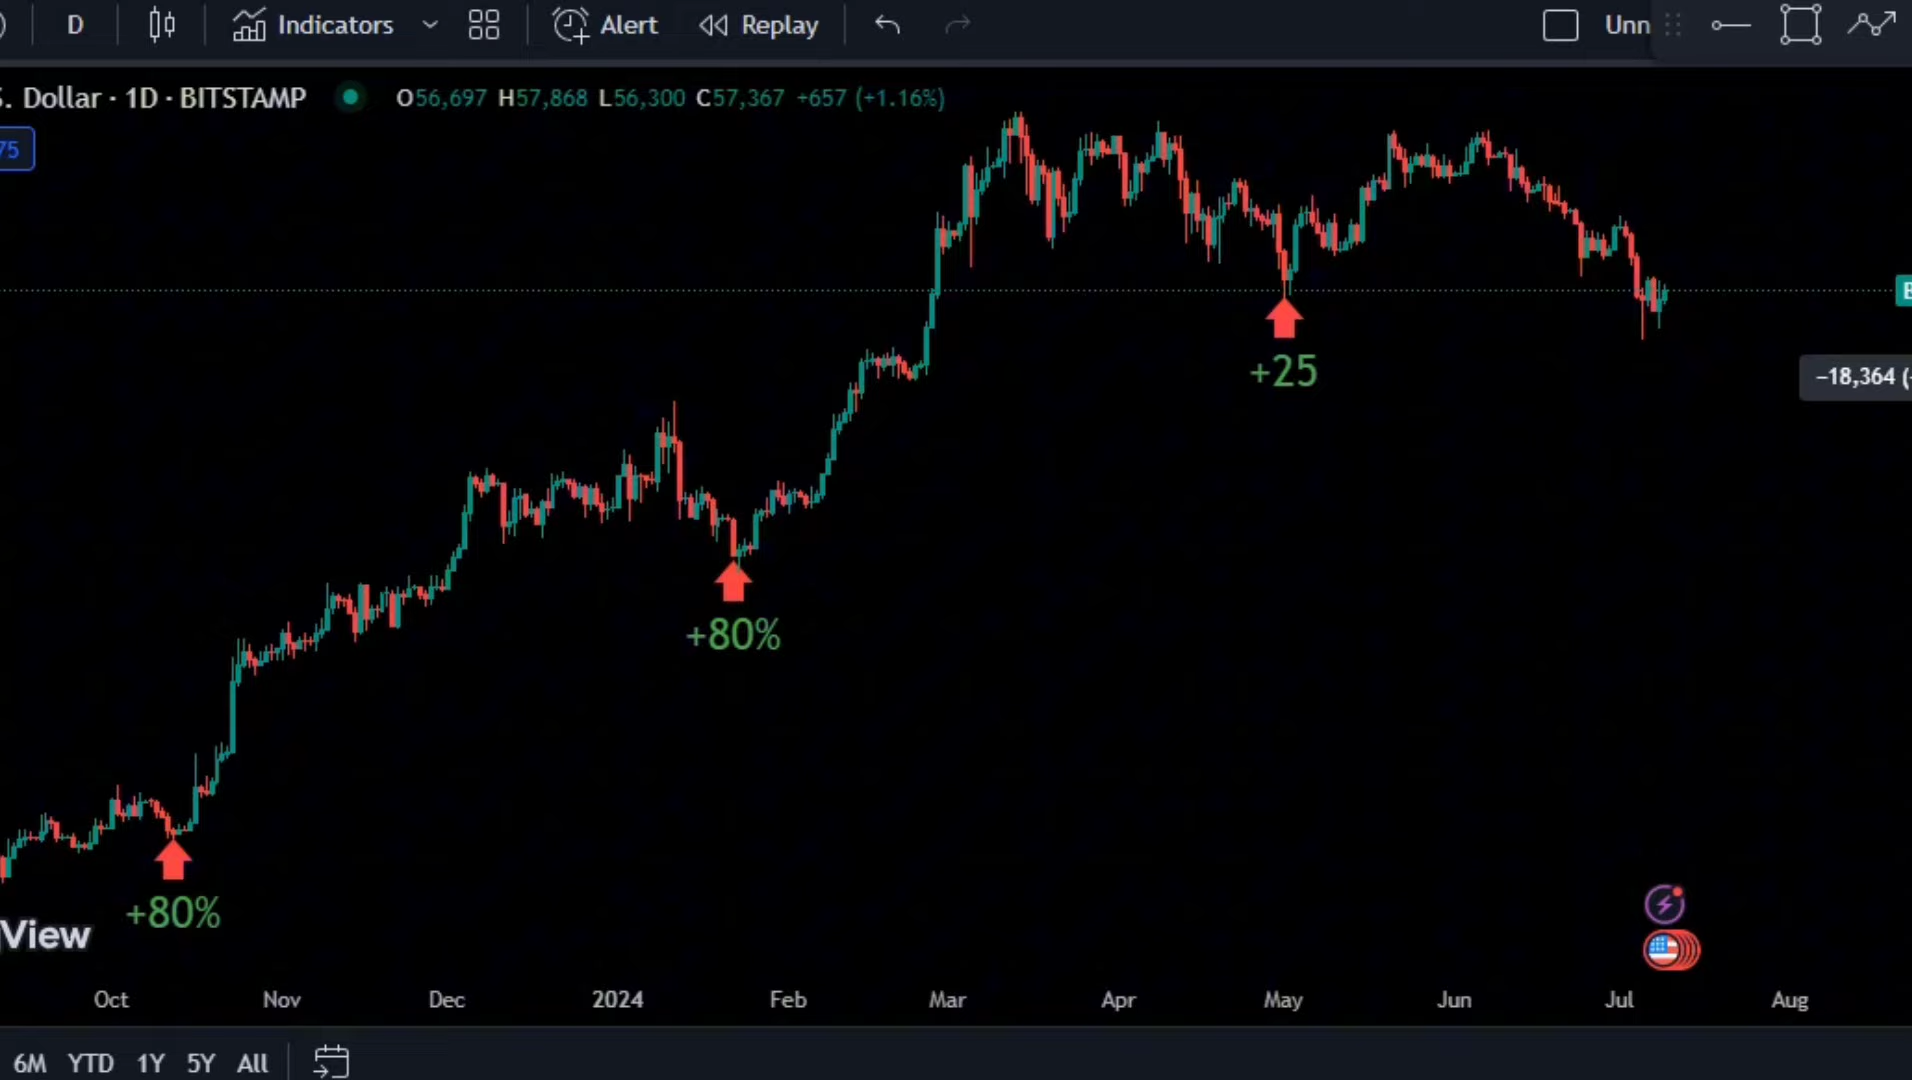 D Indicators Alert Replay Unn
S. Dollar · 1D · BITSTAMP O56,697 H57,868 L56,300 C57,367 +657 (+1.16%)
75
+25
−18,364 (
+80%
+80%
View
Oct Nov Dec 2024 Feb Mar Apr May Jun Jul Aug
6M YTD 1Y 5Y All